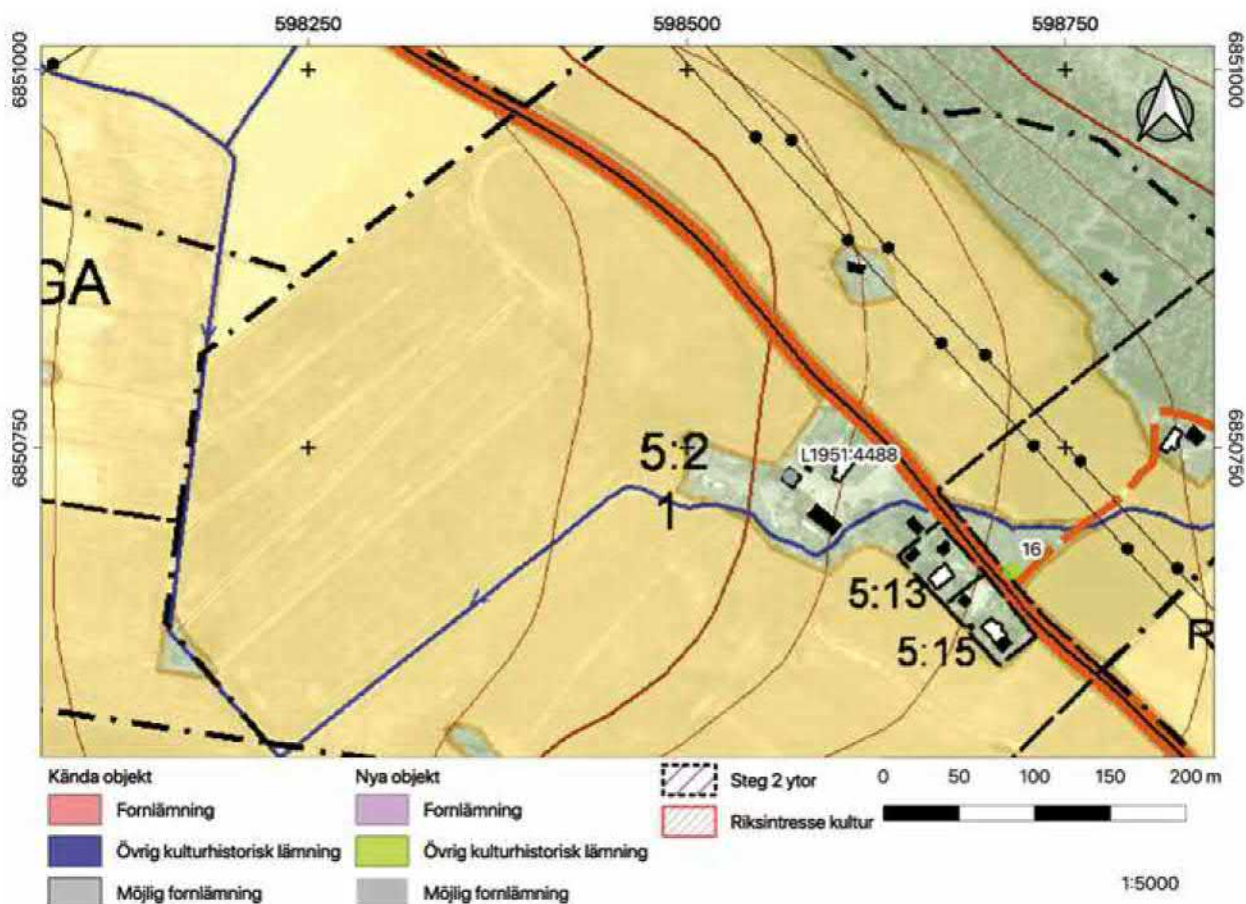 598250 598500 598750
6851000 6851000
GA
6850750 6850750
5:2
L1951:4488
1
16
5:13
5:15
R
Kända objekt
Fornlämning
Övrig kulturhistorisk lämning
Möjlig fornlämning
Nya objekt
Fornlämning
Övrig kulturhistorisk lämning
Möjlig fornlämning
Steg 2 ytor
Riksintresse kultur
0 50 100 150 200 m
1:5000